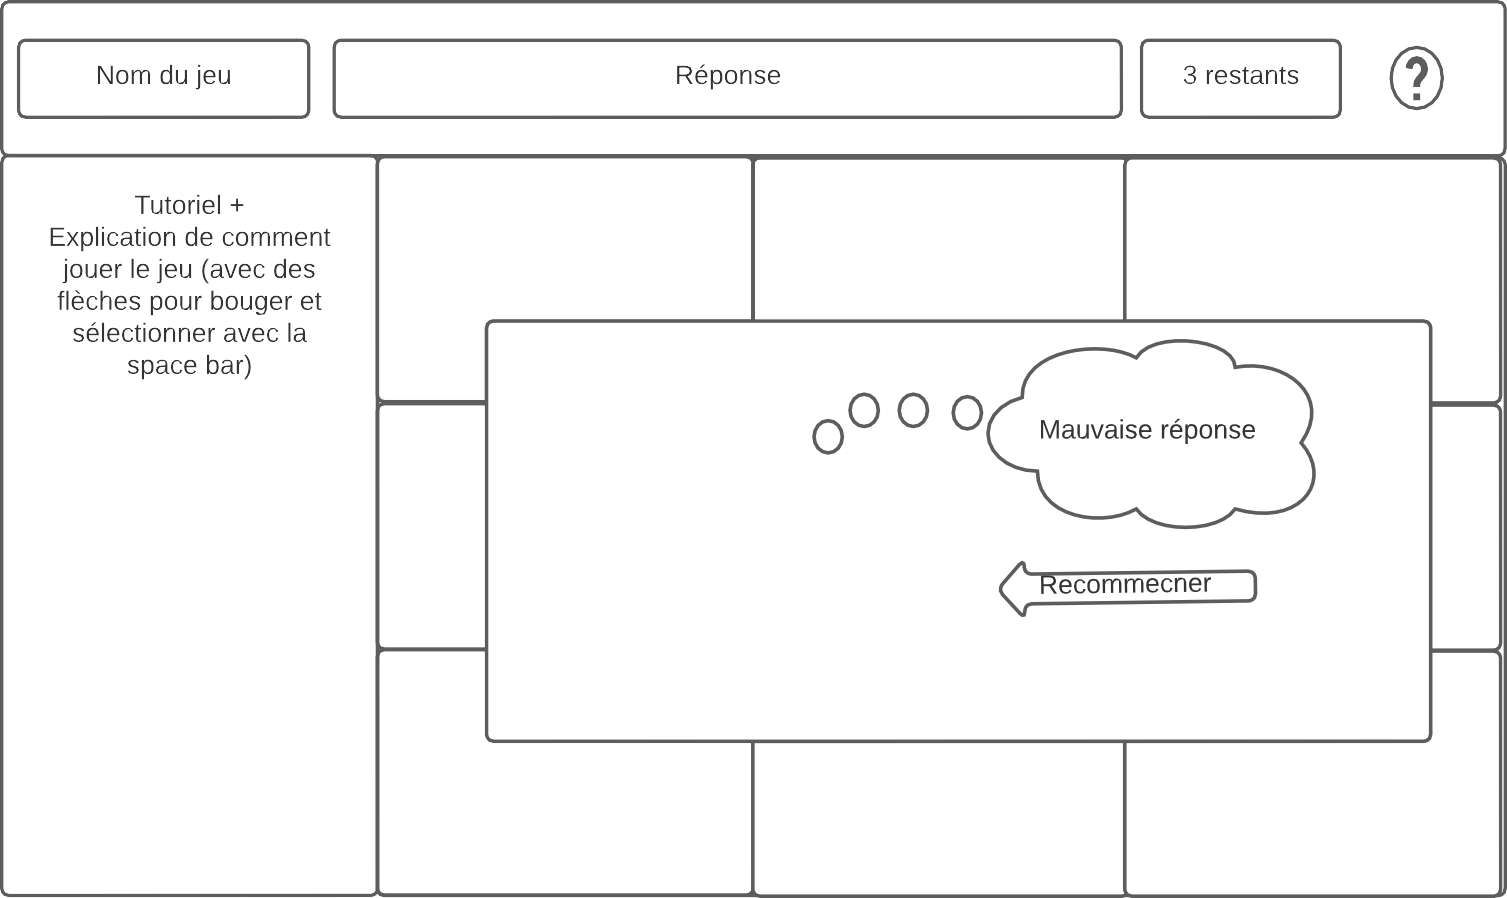 Nom du jeu
Réponse
3 restants
?
Tutoriel +
Explication de comment
jouer le jeu (avec des
flèches pour bouger et
sélectionner avec la
space bar)
Mauvaise réponse
Recommecner